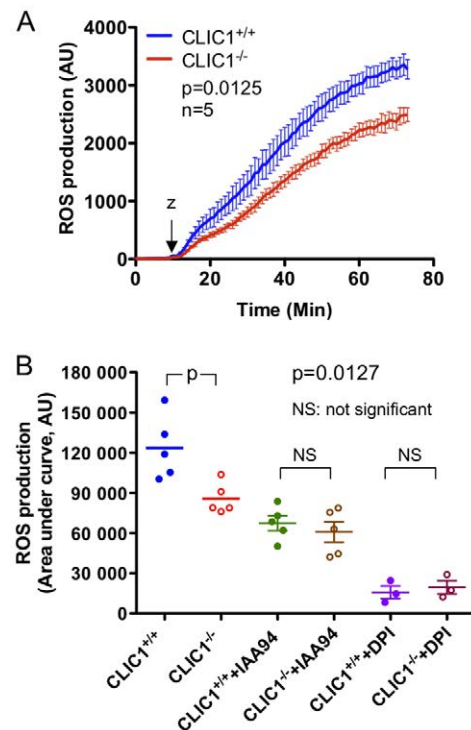 A
CLIC1+/+
CLIC1-/-
p=0.0125
n=5
ROS production (AU)
4000
3000
2000
1000
0
z
0 20 40 60 80
Time (Min)
B
ROS production
(Area under curve, AU)
180 000
150 000
120 000
90 000
60 000
30 000
0
p
p=0.0127
NS: not significant
NS NS
CLIC1+/+
CLIC1-/-
CLIC1+/++IAA94
CLIC1-/-+IAA94
CLIC1+/++DPI
CLIC1-/-+DPI